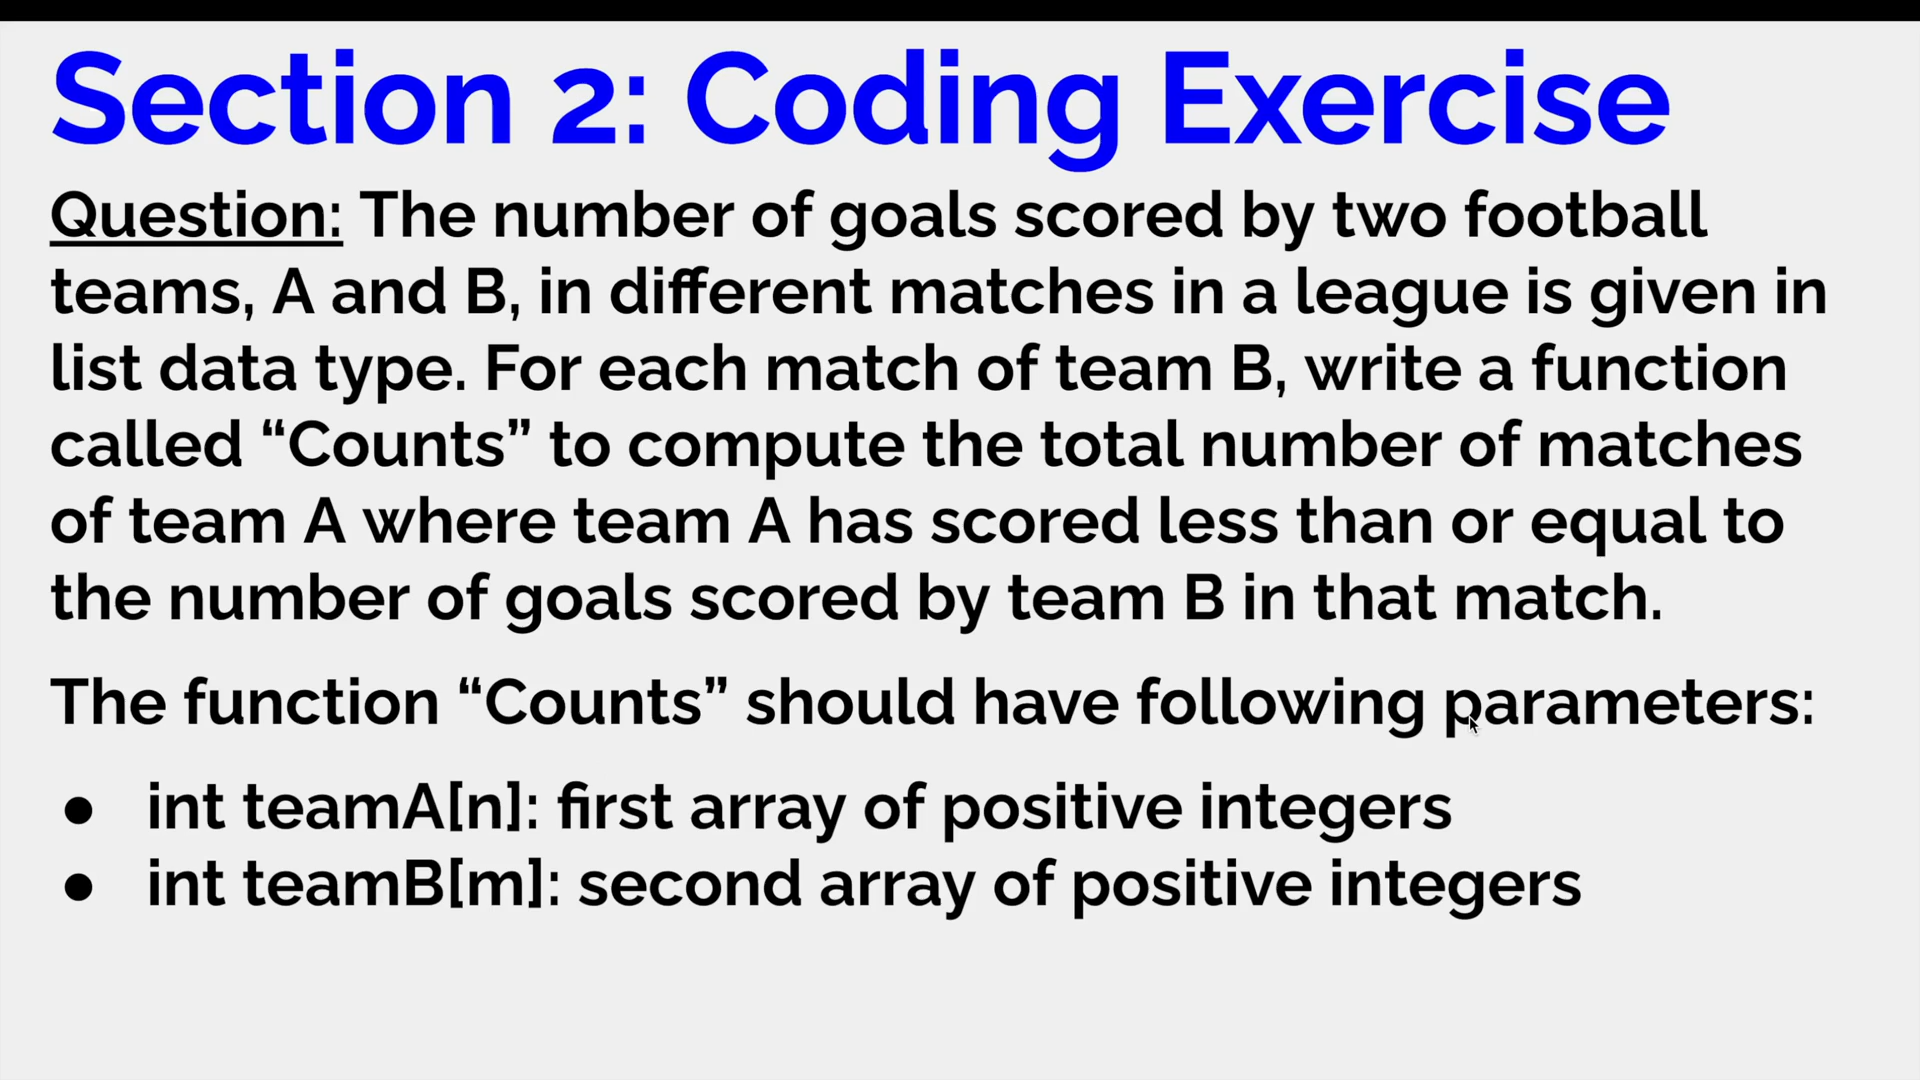 Section 2: Coding Exercise
Question: The number of goals scored by two football
teams, A and B, in different matches in a league is given in
list data type. For each match of team B, write a function
called “Counts” to compute the total number of matches
of team A where team A has scored less than or equal to
the number of goals scored by team B in that match.
The function “Counts” should have following parameters:
● int teamA[n]: first array of positive integers
● int teamB[m]: second array of positive integers